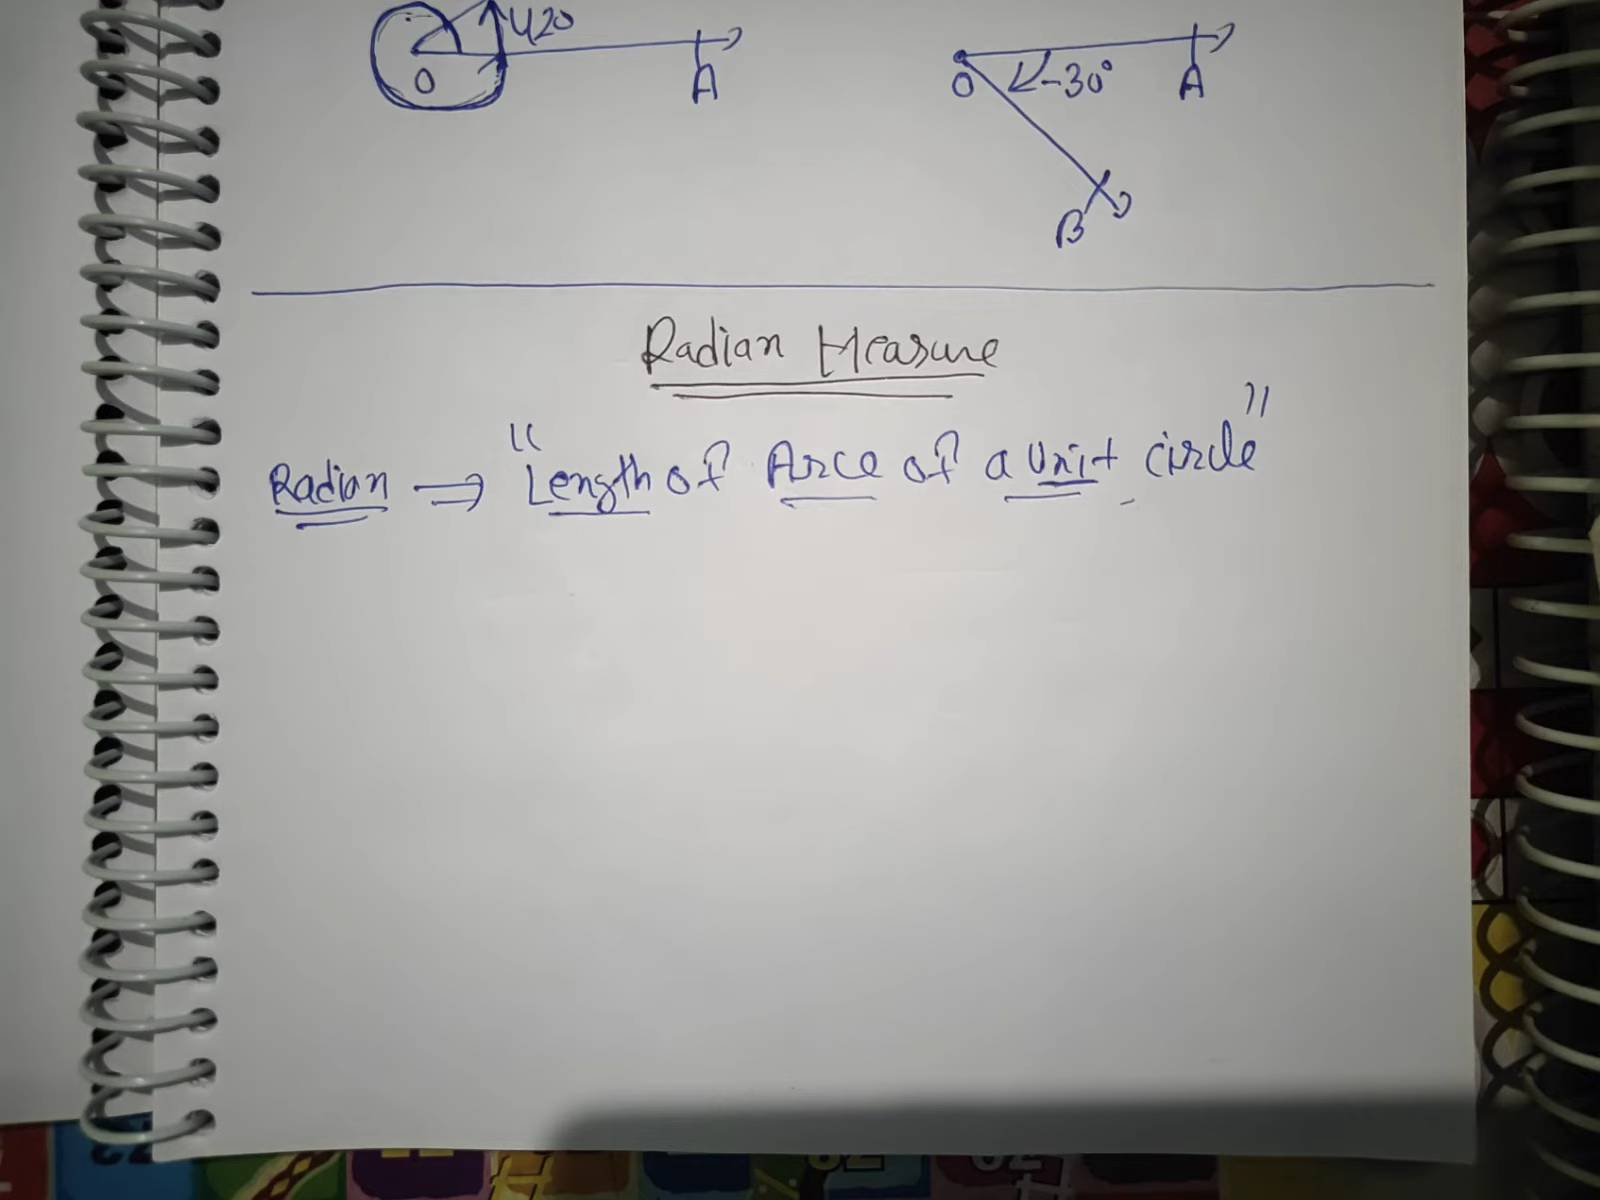 420
O
A
O
-30°
A
B
Radian Measure
Radian ⇒ "Length of Arce of a unit circle"